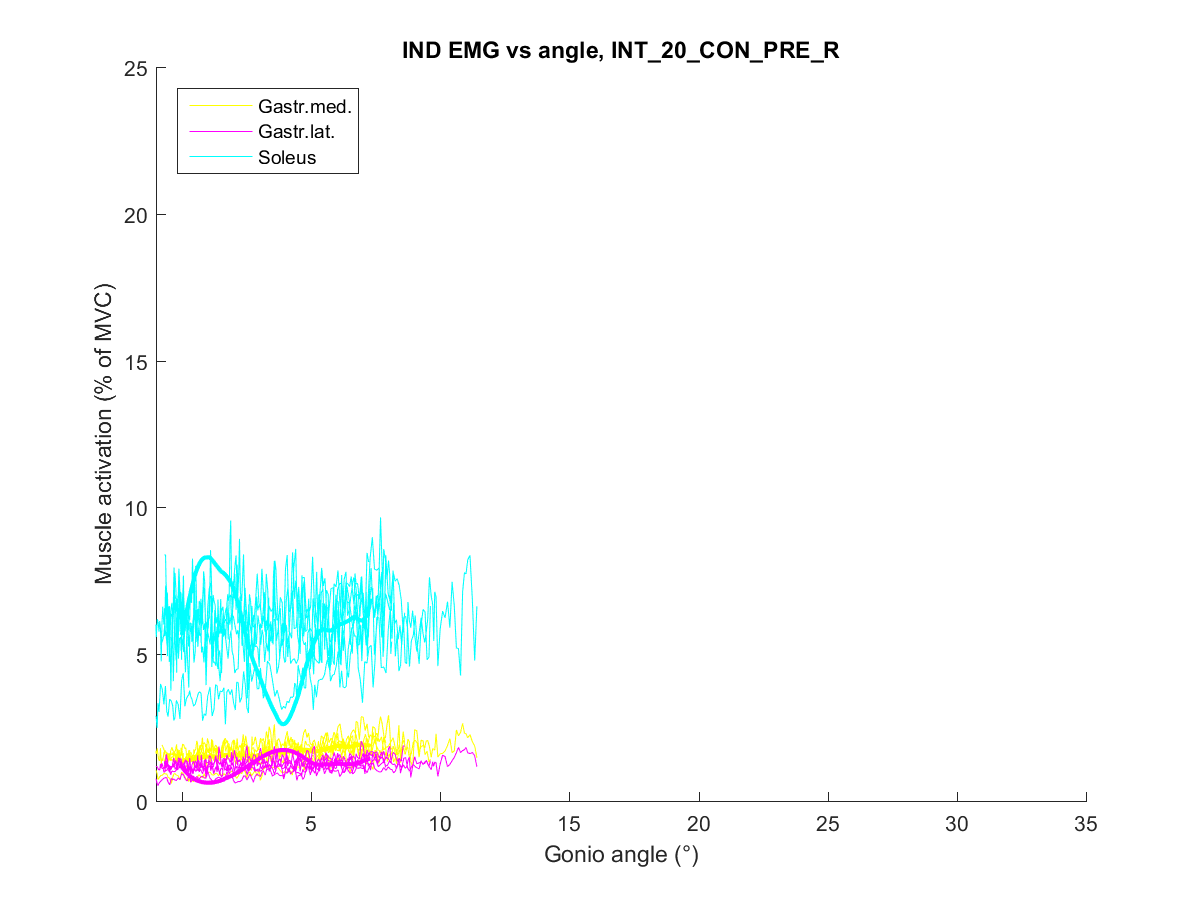 IND EMG vs angle, INT_20_CON_PRE_R
25
20
15
10
5
0
Gastr.med.
Gastr.lat.
Soleus
Muscle activation (% of MVC)
0 5 10 15 20 25 30 35
Gonio angle (°)